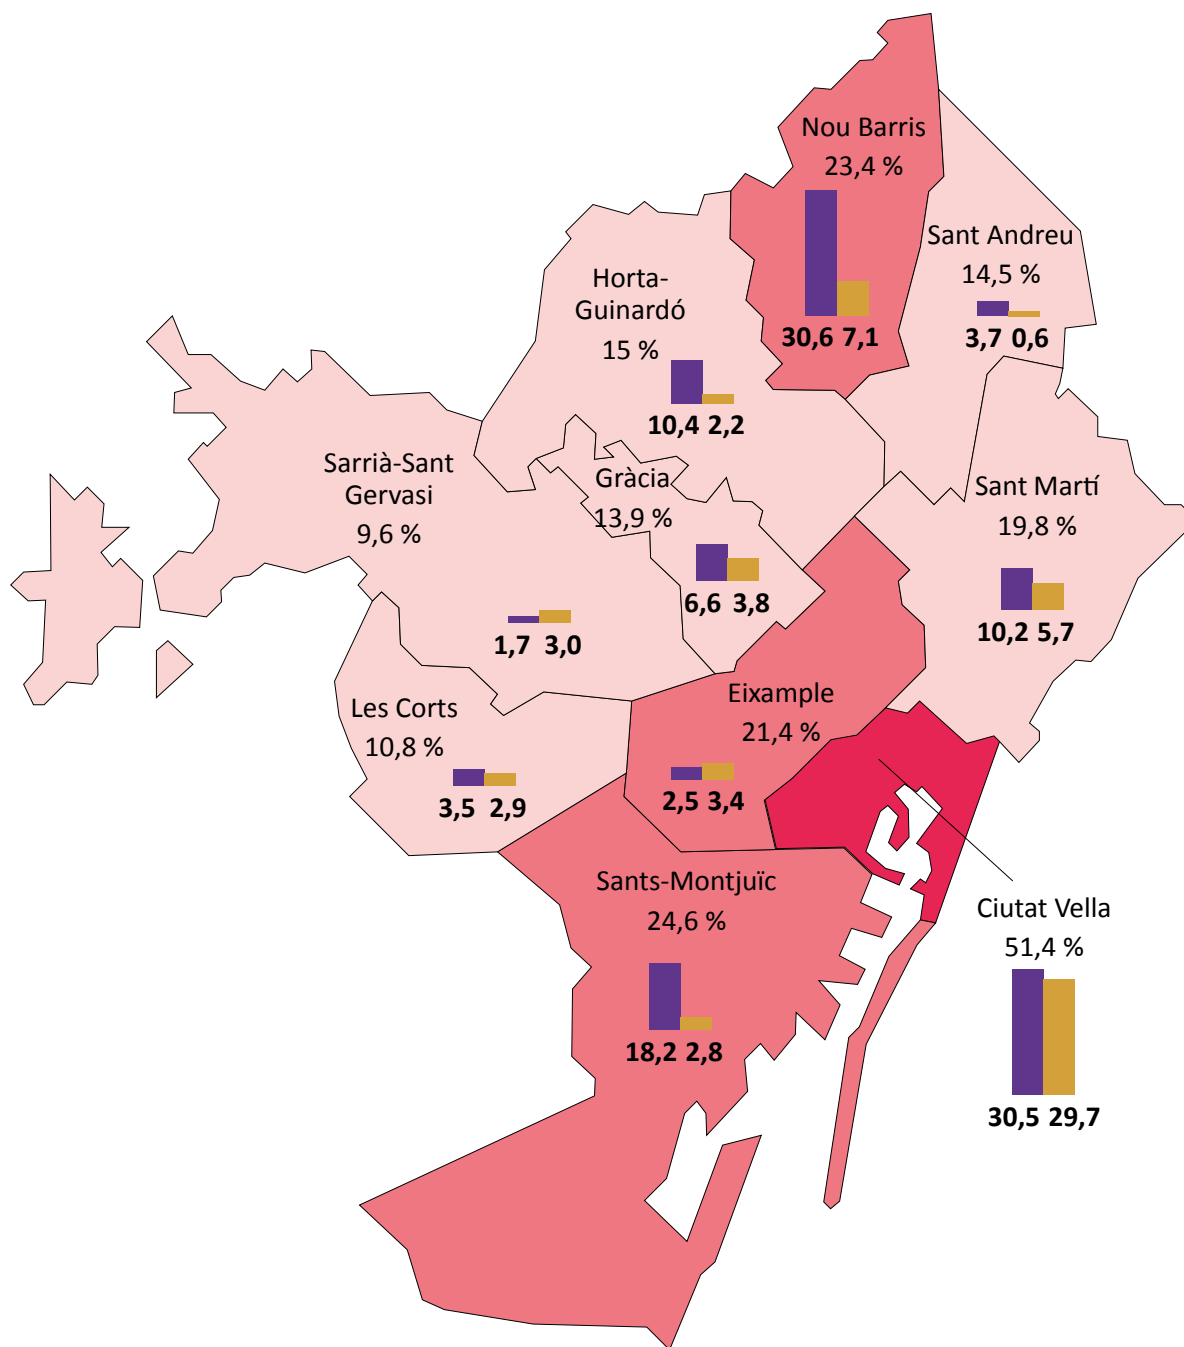 Nou Barris
23,4 %
30,6 7,1
Sant Andreu
14,5 %
3,7 0,6
Horta-
Guinardó
15 %
10,4 2,2
Sarrià-Sant
Gervasi
9,6 %
1,7 3,0
Gràcia
13,9 %
6,6 3,8
Sant Martí
19,8 %
10,2 5,7
Les Corts
10,8 %
3,5 2,9
Eixample
21,4 %
2,5 3,4
Sants-Montjuïc
24,6 %
18,2 2,8
Ciutat Vella
51,4 %
30,5 29,7